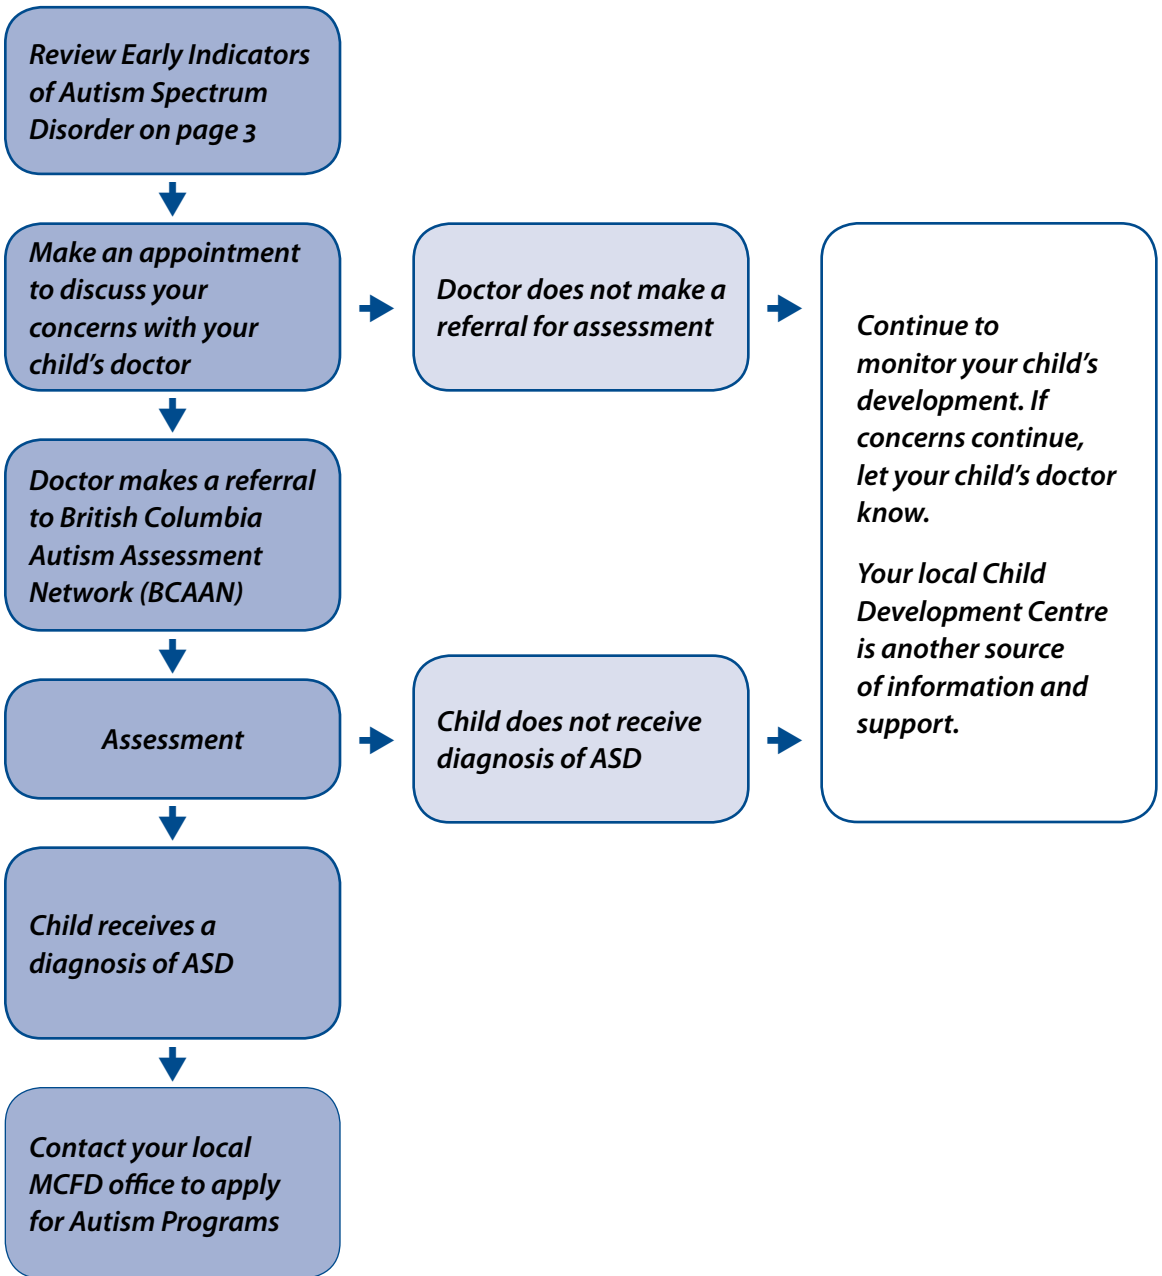 Review Early Indicators
of Autism Spectrum
Disorder on page 3
Make an appointment
to discuss your
concerns with your
child’s doctor
Doctor does not make a
referral for assessment
Continue to
monitor your child’s
development. If
concerns continue,
let your child’s doctor
know.
Your local Child
Development Centre
is another source
of information and
support.
Doctor makes a referral
to British Columbia
Autism Assessment
Network (BCAAN)
Assessment
Child does not receive
diagnosis of ASD
Child receives a
diagnosis of ASD
Contact your local
MCFD office to apply
for Autism Programs